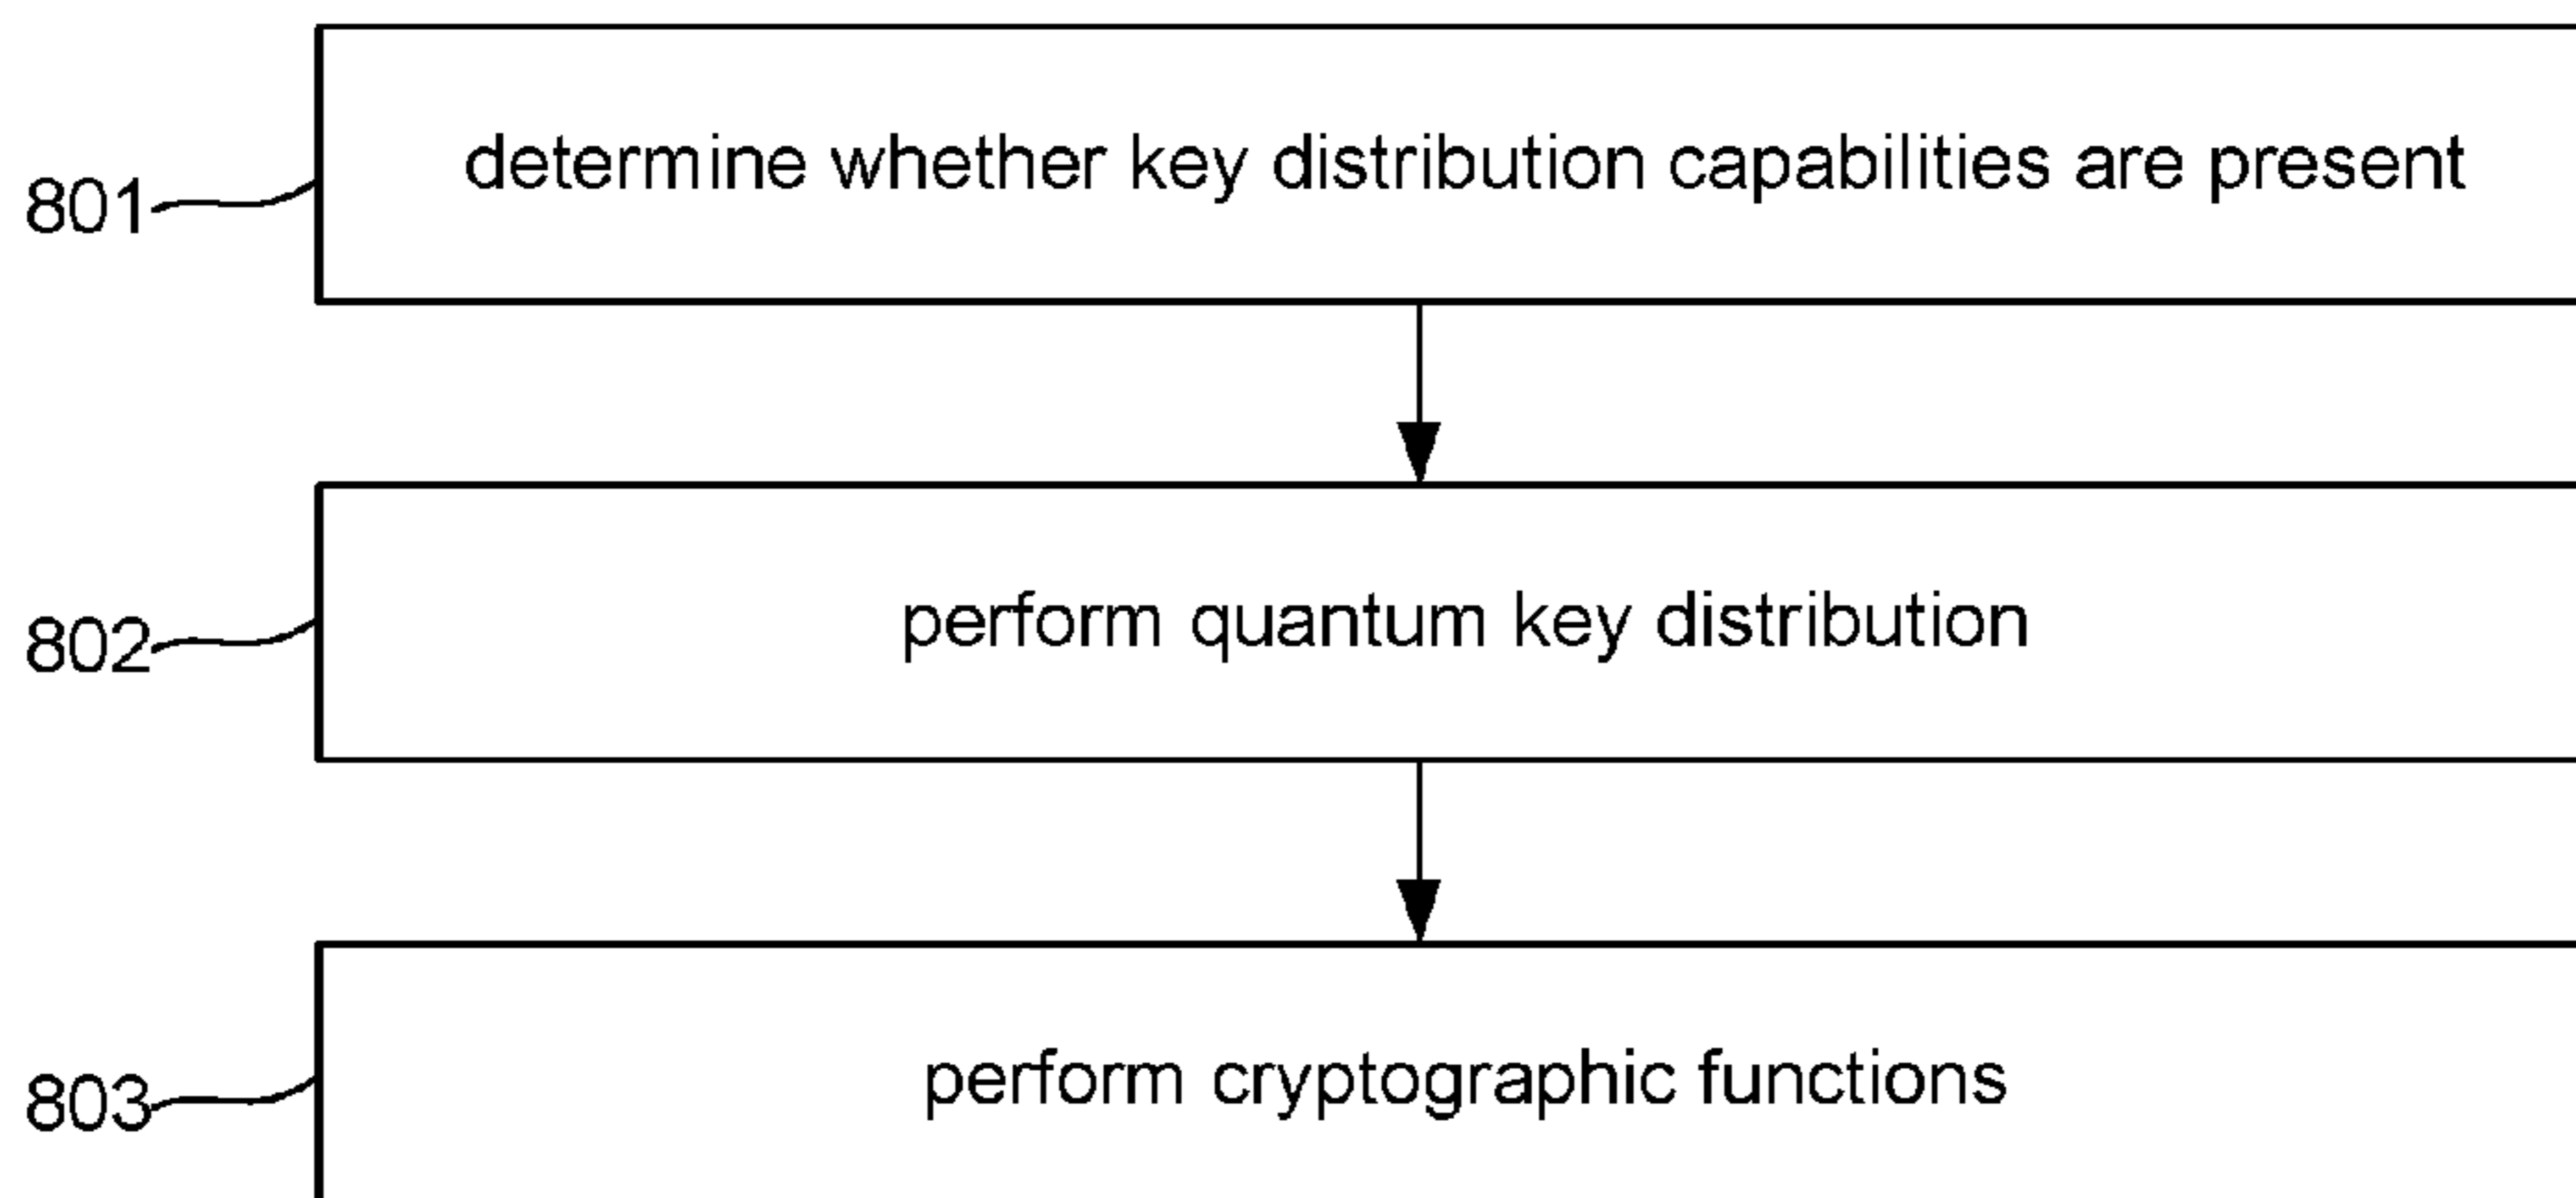 801 determine whether key distribution capabilities are present
802 perform quantum key distribution
803 perform cryptographic functions